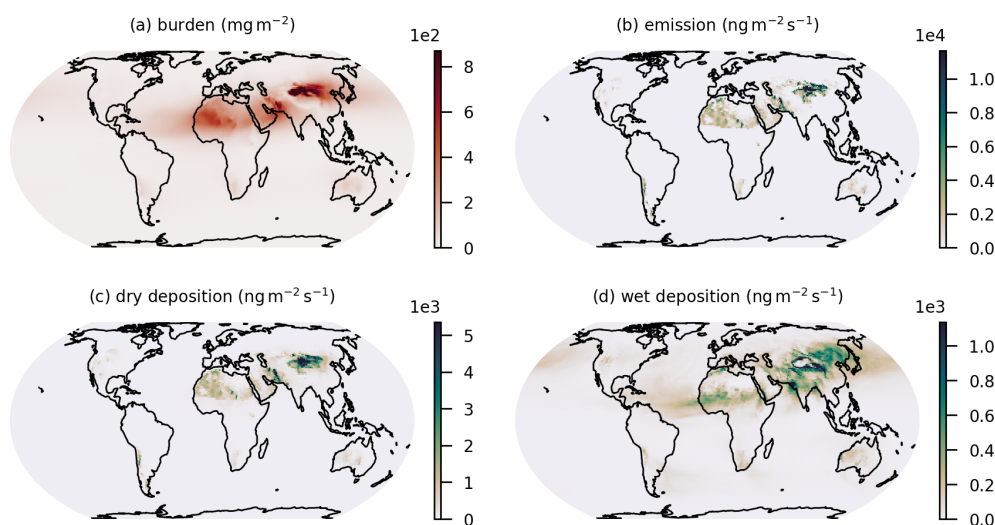 (a) burden (mg m⁻²)
1e2
8
6
4
2
0
(b) emission (ng m⁻² s⁻¹)
1e4
1.0
0.8
0.6
0.4
0.2
0.0
(c) dry deposition (ng m⁻² s⁻¹)
1e3
5
4
3
2
1
0
(d) wet deposition (ng m⁻² s⁻¹)
1e3
1.0
0.8
0.6
0.4
0.2
0.0